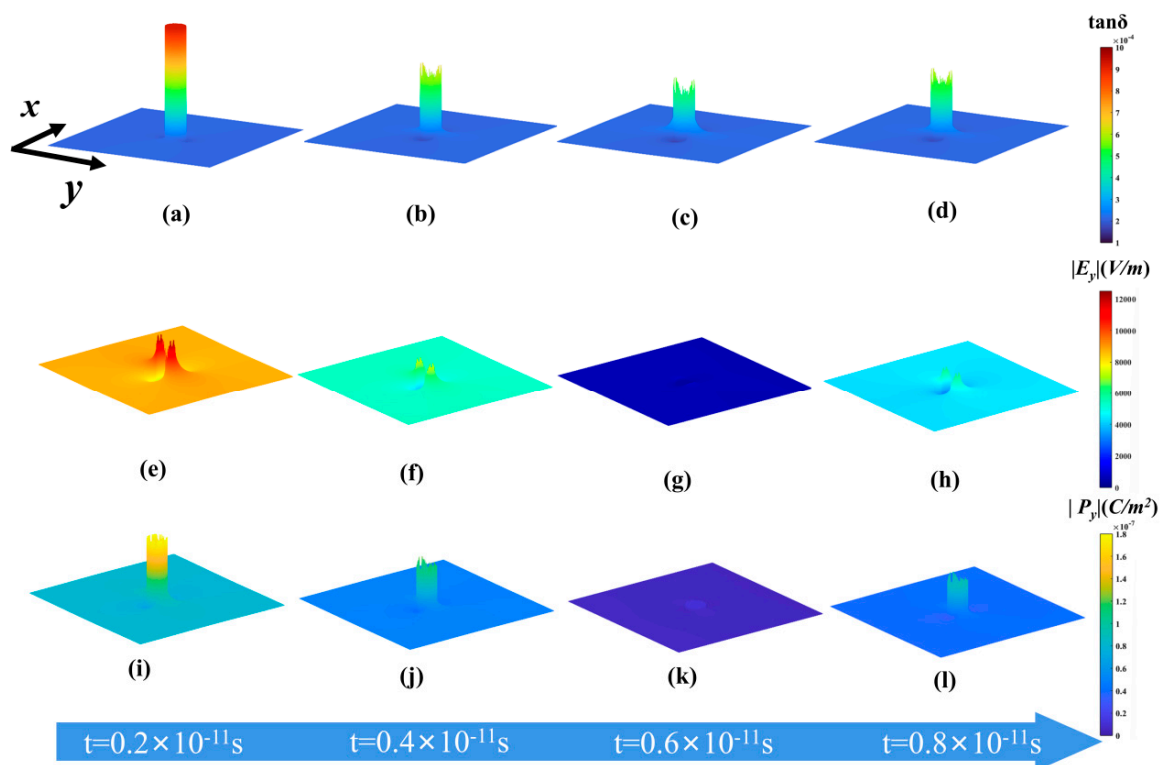 tanδ
×10⁻⁴
10
9
8
7
6
5
4
3
2
1
x
y
(a)
(b)
(c)
(d)
|E_y|(V/m)
12000
10000
8000
6000
4000
2000
0
(e)
(f)
(g)
(h)
|P_y|(C/m²)
×10⁻⁷
1.8
1.6
1.4
1.2
1
0.8
0.6
0.4
0.2
0
(i)
(j)
(k)
(l)
t=0.2×10⁻¹¹s
t=0.4×10⁻¹¹s
t=0.6×10⁻¹¹s
t=0.8×10⁻¹¹s